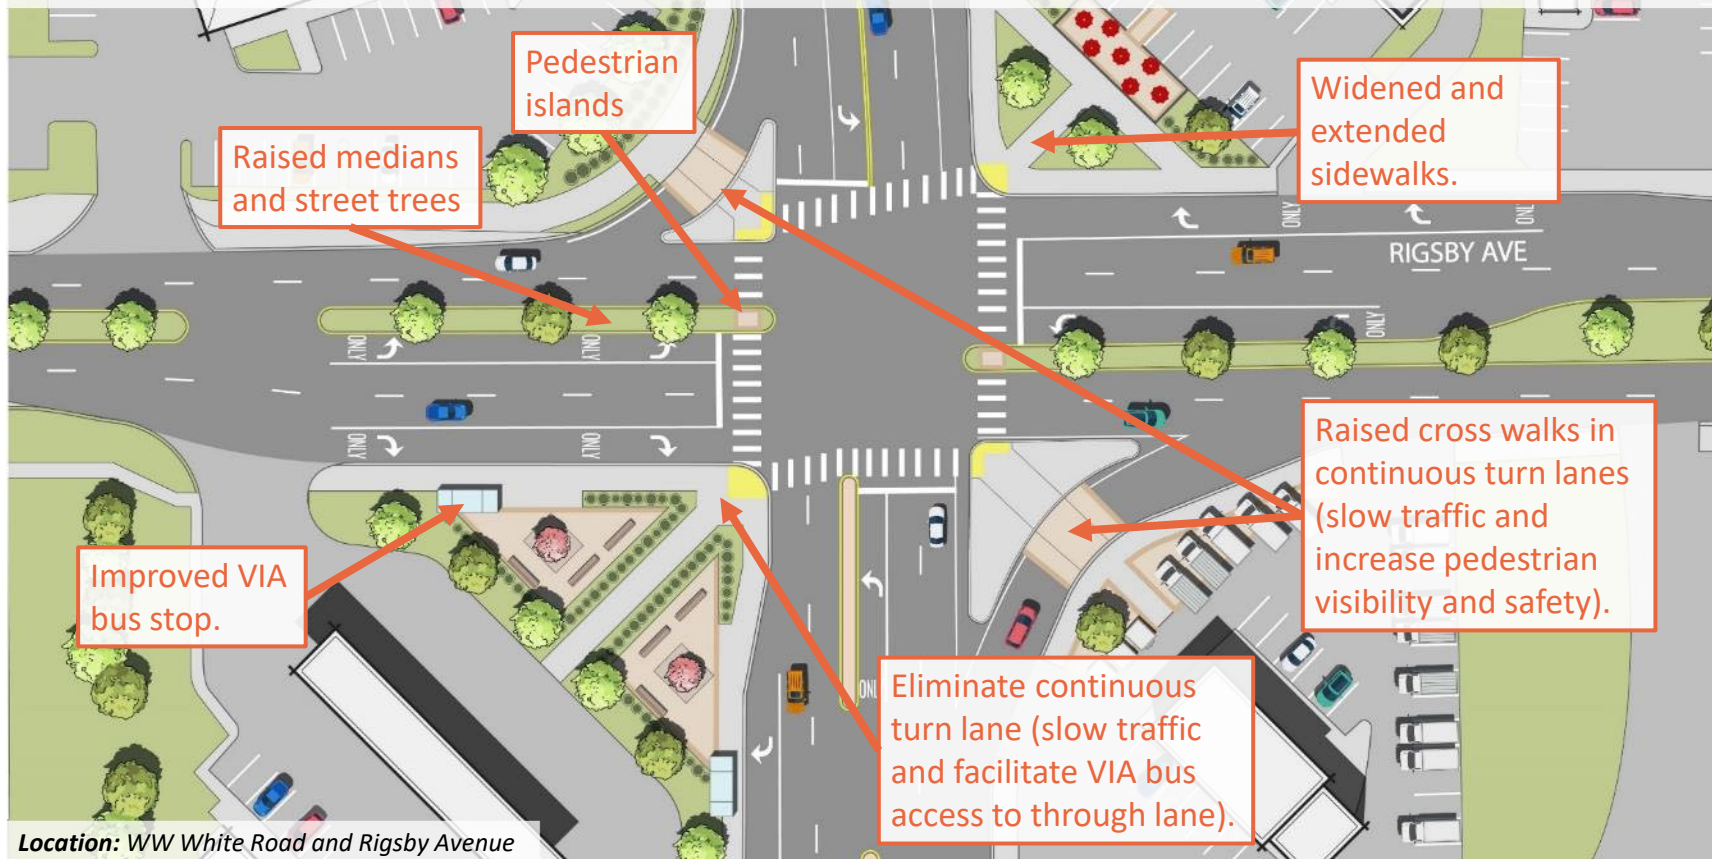 Pedestrian
islands
Widened and
extended
sidewalks.
Raised medians
and street trees
ONLY
ONLY
RIGSBY AVE
ONLY
ONLY
ONLY
ONLY
ONLY
Raised cross walks in
continuous turn lanes
(slow traffic and
increase pedestrian
visibility and safety).
Improved VIA
bus stop.
Eliminate continuous
turn lane (slow traffic
and facilitate VIA bus
access to through lane).
Location: WW White Road and Rigsby Avenue